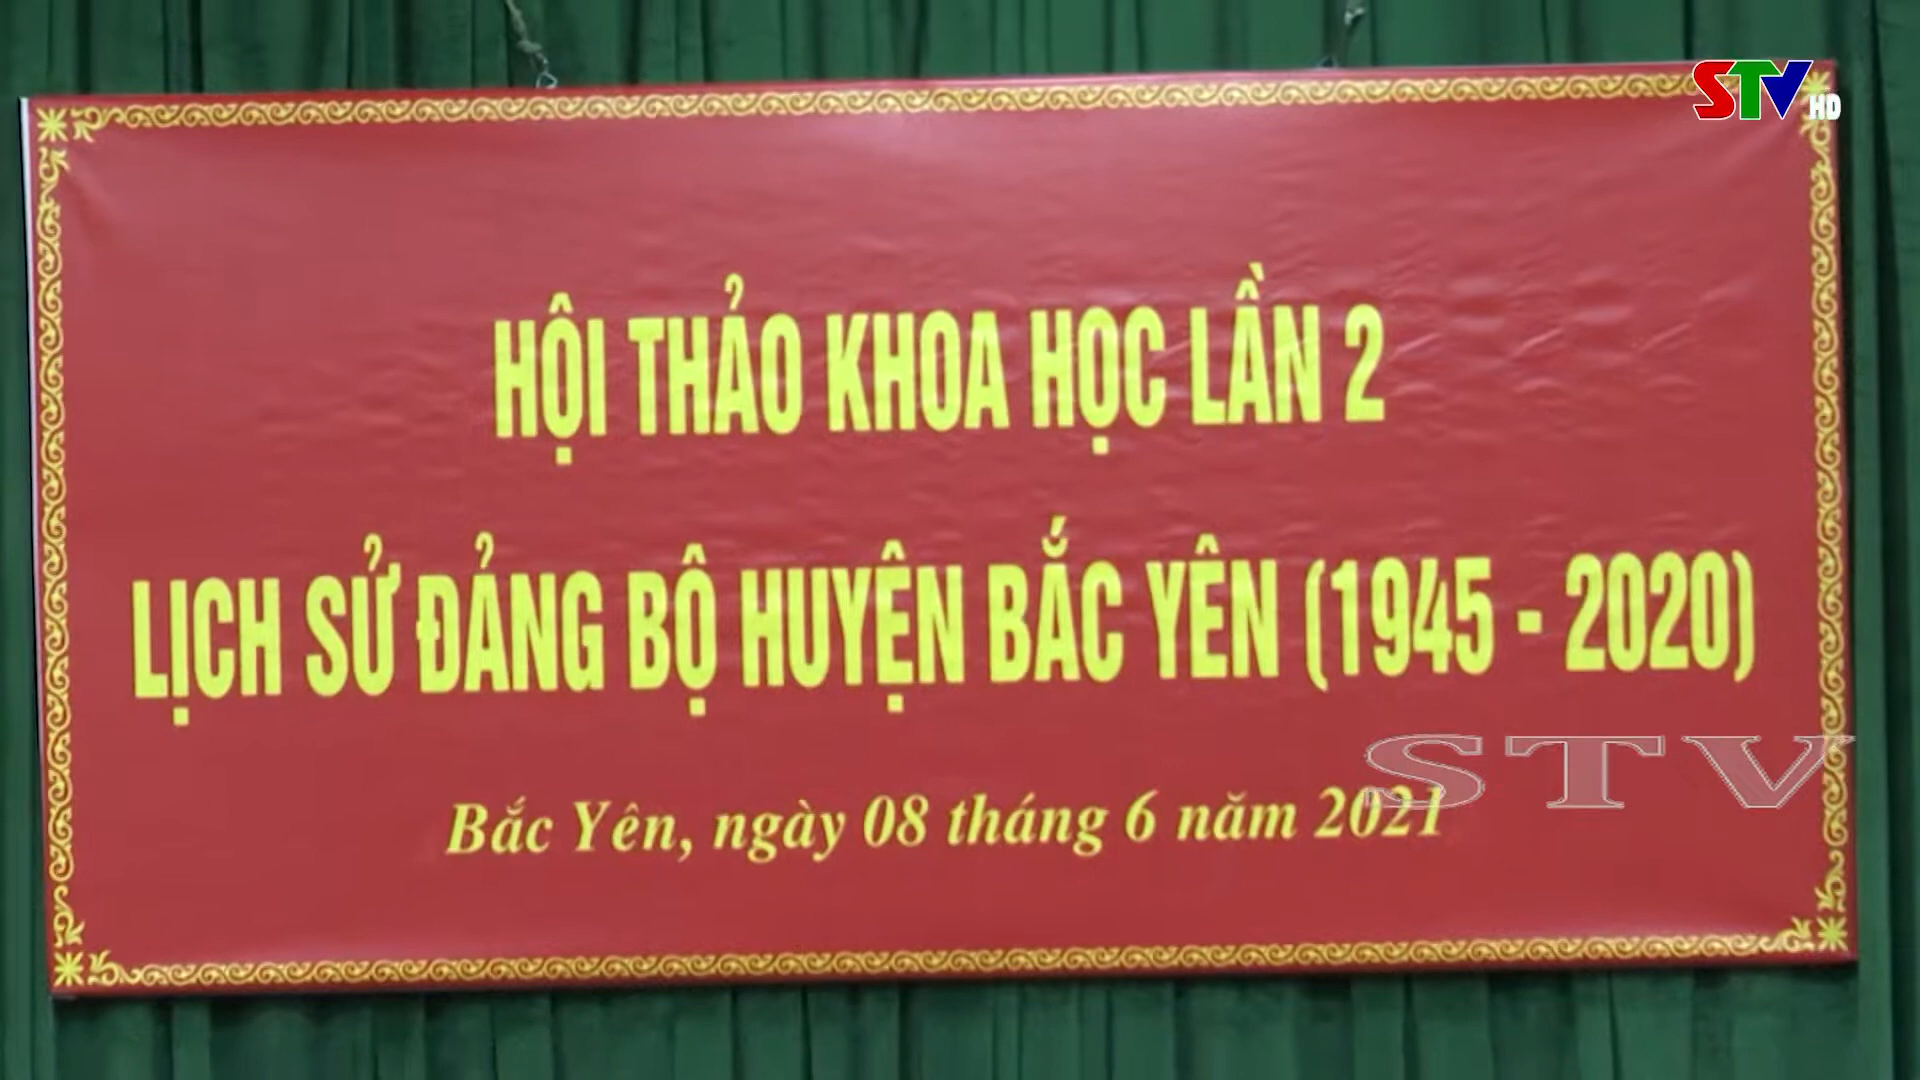 STV HD
HỘI THẢO KHOA HỌC LẦN 2
LỊCH SỬ ĐẢNG BỘ HUYỆN BẮC YÊN (1945 - 2020)
STV
Bắc Yên, ngày 08 tháng 6 năm 2021